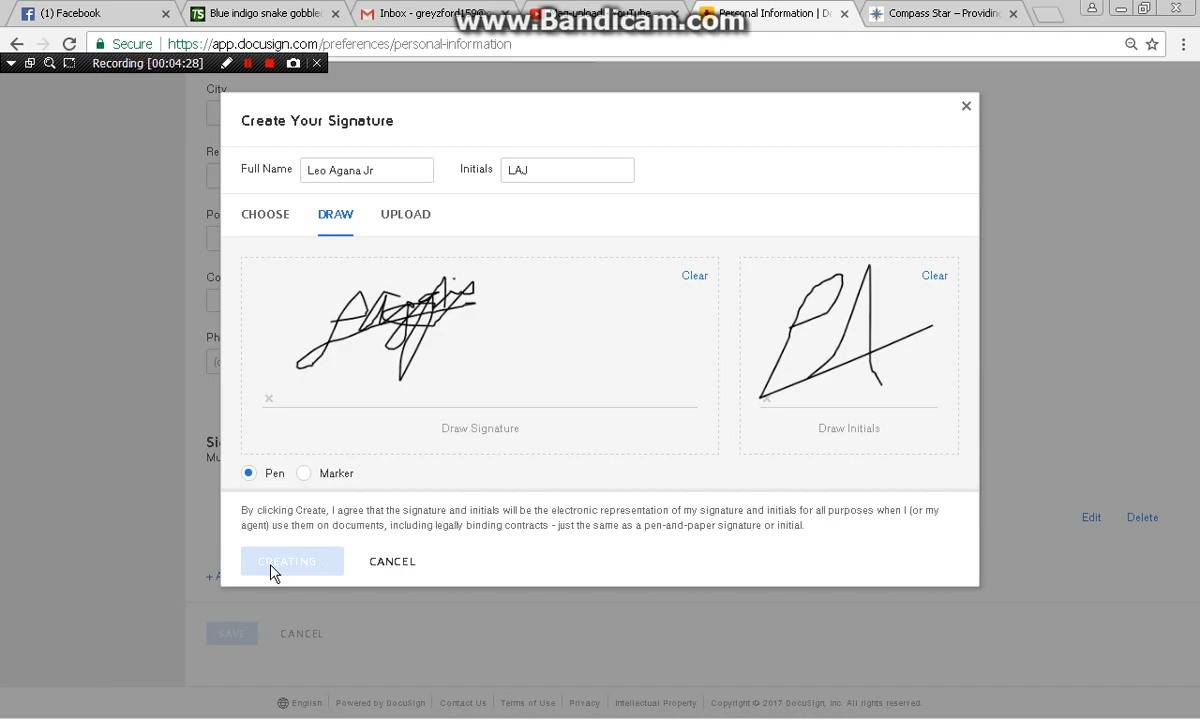 (1) Facebook
Blue indigo snake gobble
Inbox - greyzford159@
Personal Information | D
Compass Star – Providin
www.Bandicam.com
Secure
https://app.docusign.com/preferences/personal-information
Recording [00:04:28]
City
Create Your Signature
Full Name
Leo Agana Jr
Initials
LAJ
CHOOSE
DRAW
UPLOAD
Clear
Clear
Draw Signature
Draw Initials
Pen
Marker
By clicking Create, I agree that the signature and initials will be the electronic representation of my signature and initials for all purposes when I (or my
agent) use them on documents, including legally binding contracts - just the same as a pen-and-paper signature or initial.
Edit
Delete
CREATING
CANCEL
SAVE
CANCEL
English
Powered by DocuSign
Contact Us
Terms of Use
Privacy
Intellectual Property
Copyright © 2017 DocuSign, Inc. All rights reserved.